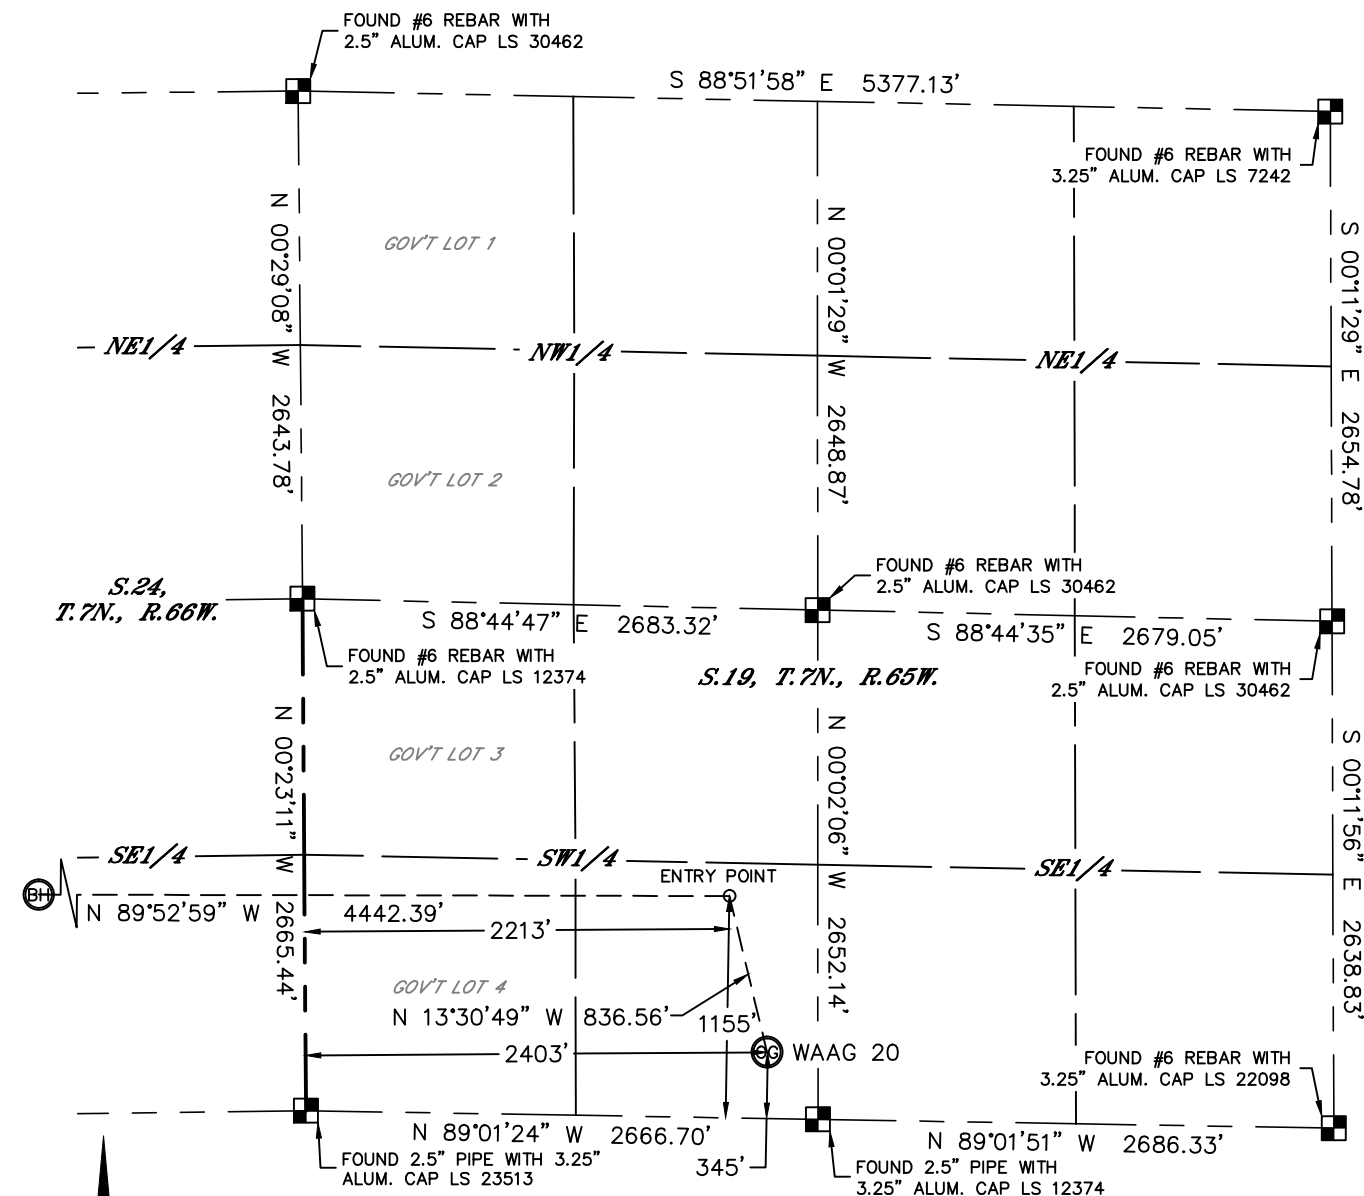 FOUND #6 REBAR WITH
2.5" ALUM. CAP LS 30462
S 88°51'58" E 5377.13'
FOUND #6 REBAR WITH
3.25" ALUM. CAP LS 7242
N 00°29'08" W 2643.78'
GOV'T LOT 1
N 00°01'29" W 2648.87'
S 00°11'29" E 2654.78'
NE1/4
NW1/4
NE1/4
GOV'T LOT 2
S.24,
T.7N., R.66W.
FOUND #6 REBAR WITH
2.5" ALUM. CAP LS 30462
S 88°44'47" E 2683.32'
S 88°44'35" E 2679.05'
FOUND #6 REBAR WITH
2.5" ALUM. CAP LS 12374
S.19, T.7N., R.65W.
FOUND #6 REBAR WITH
2.5" ALUM. CAP LS 30462
N 00°23'11" W 2665.44'
GOV'T LOT 3
N 00°02'06" W 2652.14'
S 00°11'56" E 2638.83'
SE1/4
SW1/4
SE1/4
ENTRY POINT
BH
N 89°52'59" W 4442.39'
2213'
GOV'T LOT 4
N 13°30'49" W 836.56'
1155'
2403'
OG WAAG 20
FOUND #6 REBAR WITH
3.25" ALUM. CAP LS 22098
N 89°01'24" W 2666.70'
N 89°01'51" W 2686.33'
FOUND 2.5" PIPE WITH 3.25"
ALUM. CAP LS 23513
345'
FOUND 2.5" PIPE WITH
3.25" ALUM. CAP LS 12374